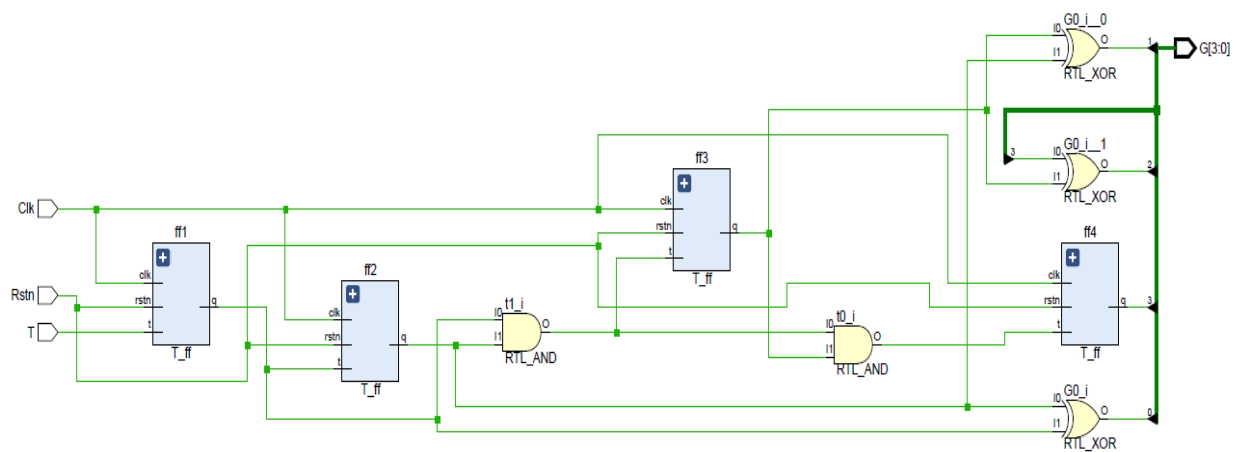 G0_i__0
I0
O
I1
RTL_XOR
1
G[3:0]
G0_i__1
3
I0
O
I1
RTL_XOR
2
ff3
clk
rstn
t
q
T_ff
Clk
ff1
clk
rstn
t
q
T_ff
Rstn
T
ff2
clk
rstn
t
q
T_ff
t1_i
I0
O
I1
RTL_AND
t0_i
I0
O
I1
RTL_AND
ff4
clk
rstn
t
q
T_ff
3
G0_i
I0
O
I1
RTL_XOR
0